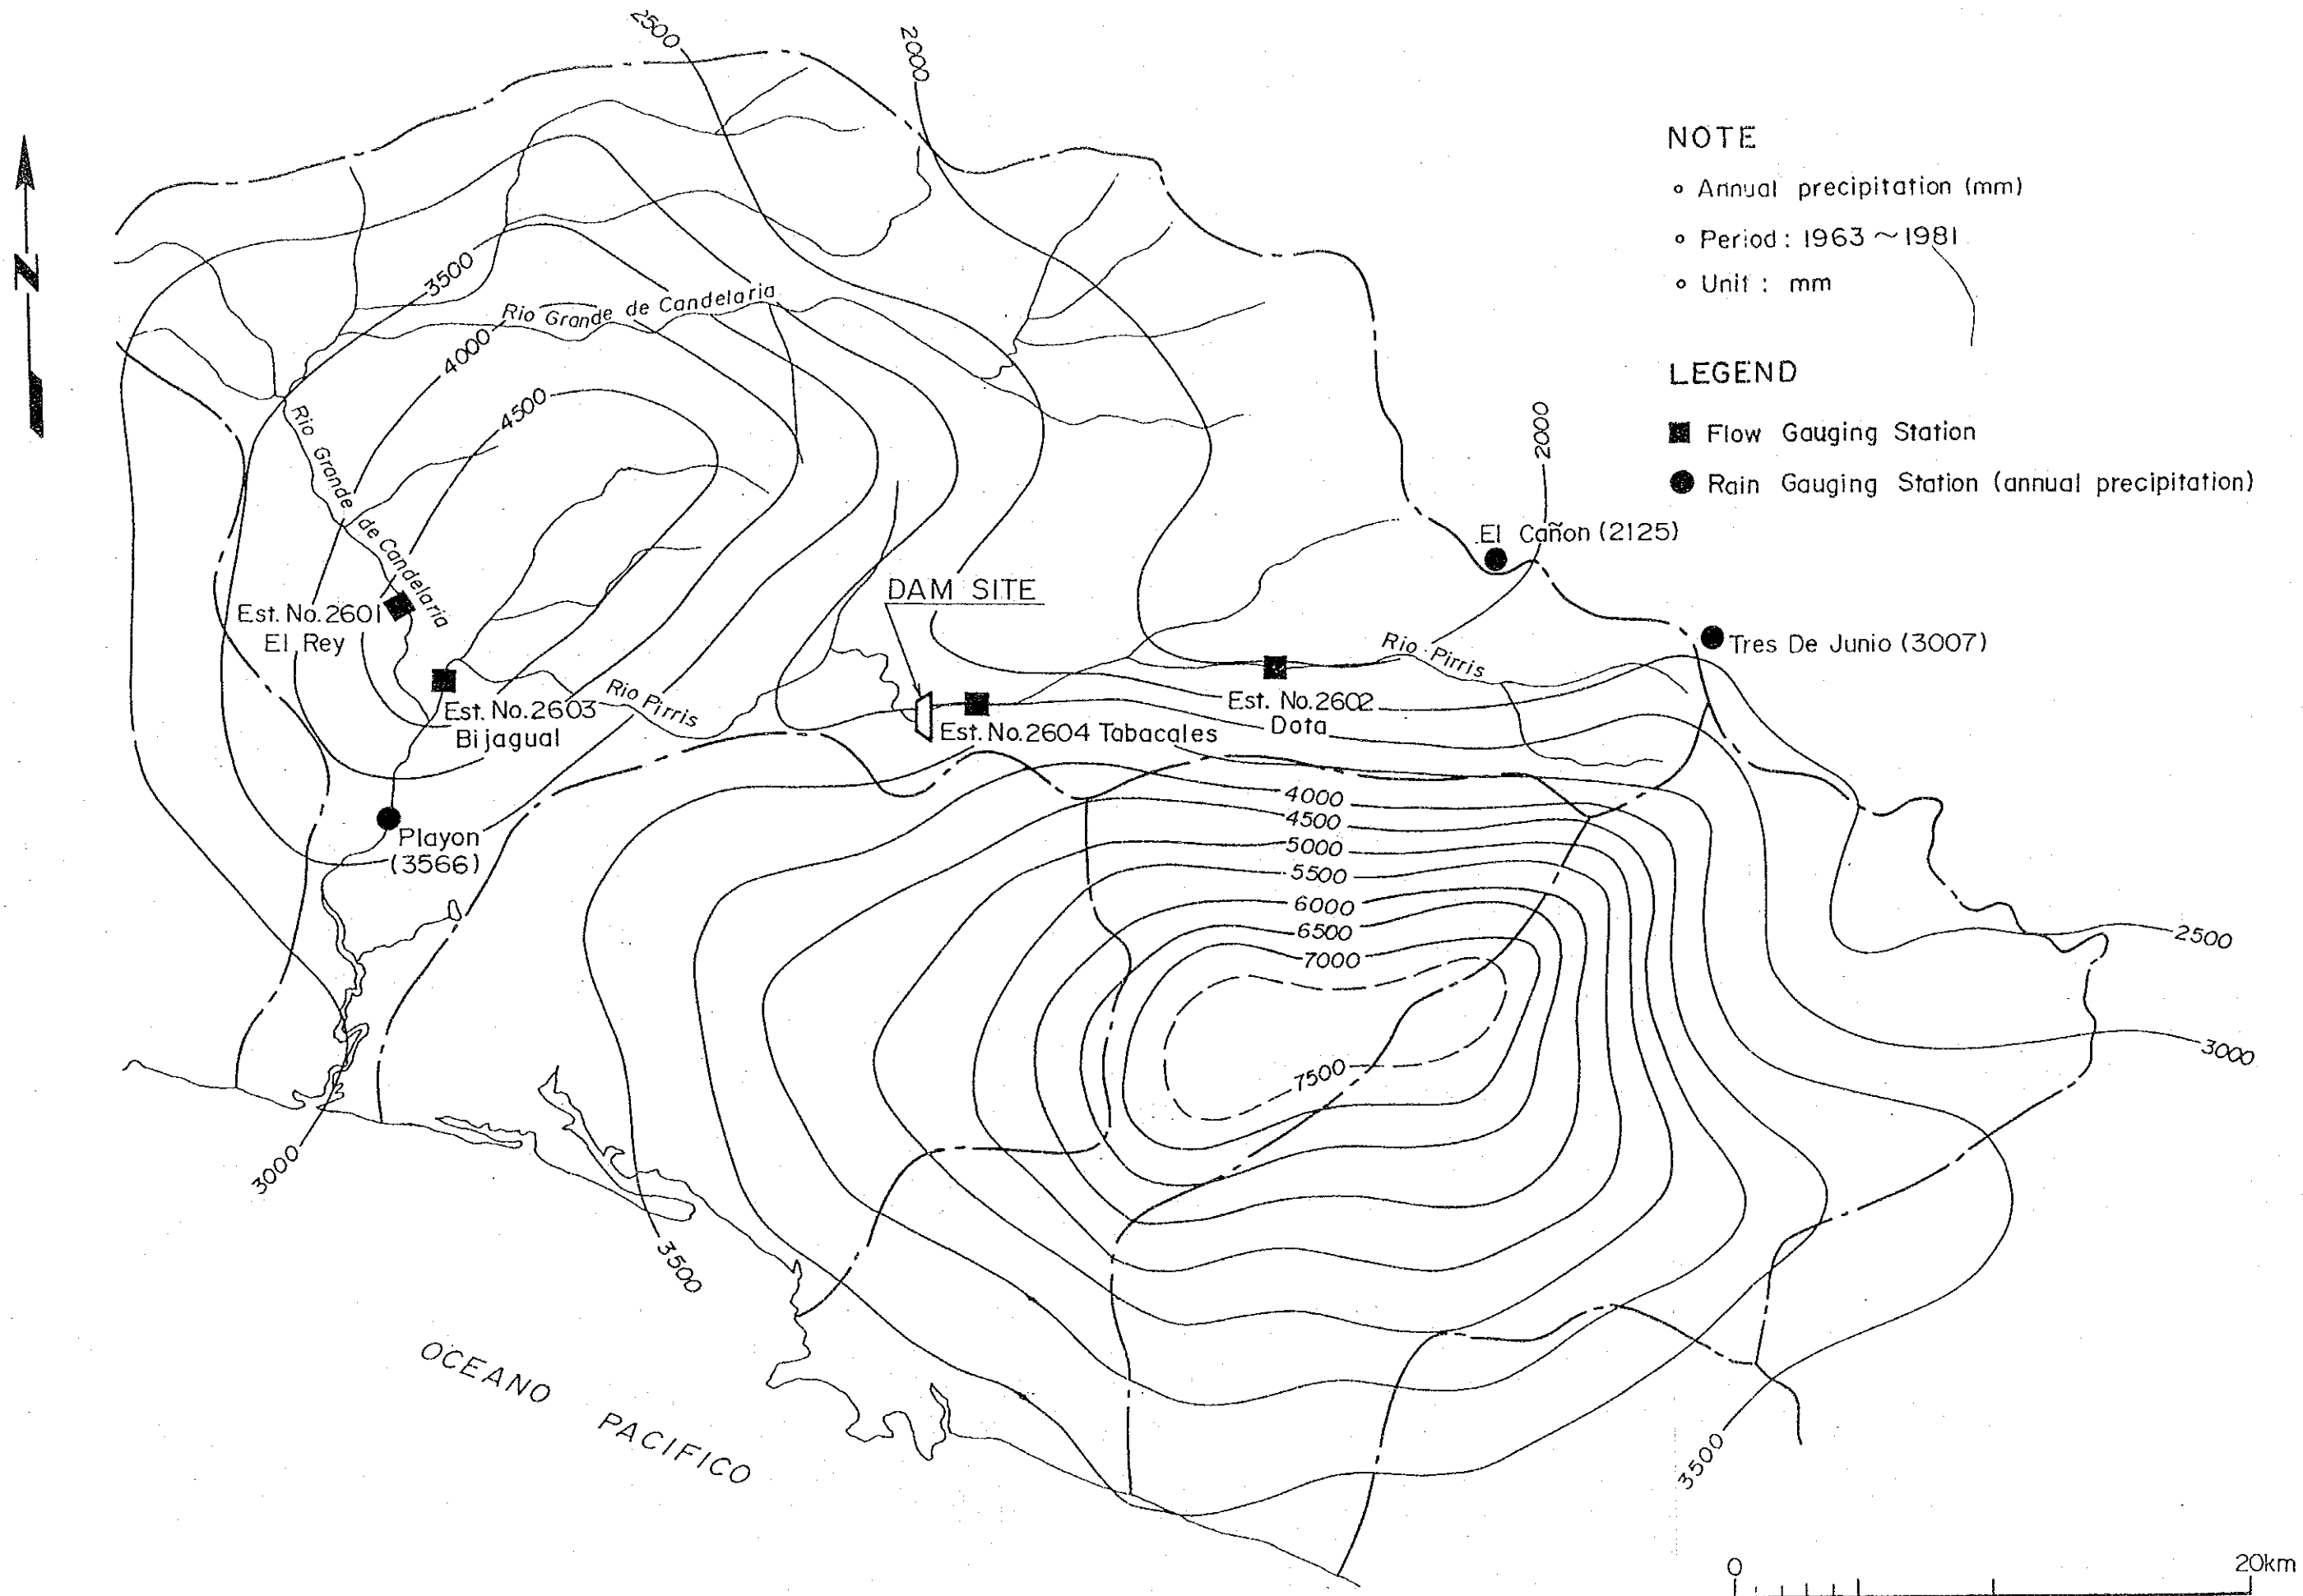 2500
2000
N
NOTE
∘ Annual precipitation (mm)
∘ Period : 1963 ~ 1981
∘ Unit : mm
LEGEND
■ Flow Gauging Station
● Rain Gauging Station (annual precipitation)
3500
Rio Grande de Candelaria
4000
4500
Rio Grande de Candelaria
2000
El Cañon (2125)
DAM SITE
Est. No. 2601
El Rey
Rio Pirris
Tres De Junio (3007)
Est. No. 2603
Bijagual
Rio Pirris
Est. No. 2602
Dota
Est. No. 2604 Tabacales
Playon
(3566)
4000
4500
5000
5500
6000
6500
7000
7500
2500
3000
3000
3500
3500
OCEANO PACIFICO
0 20km